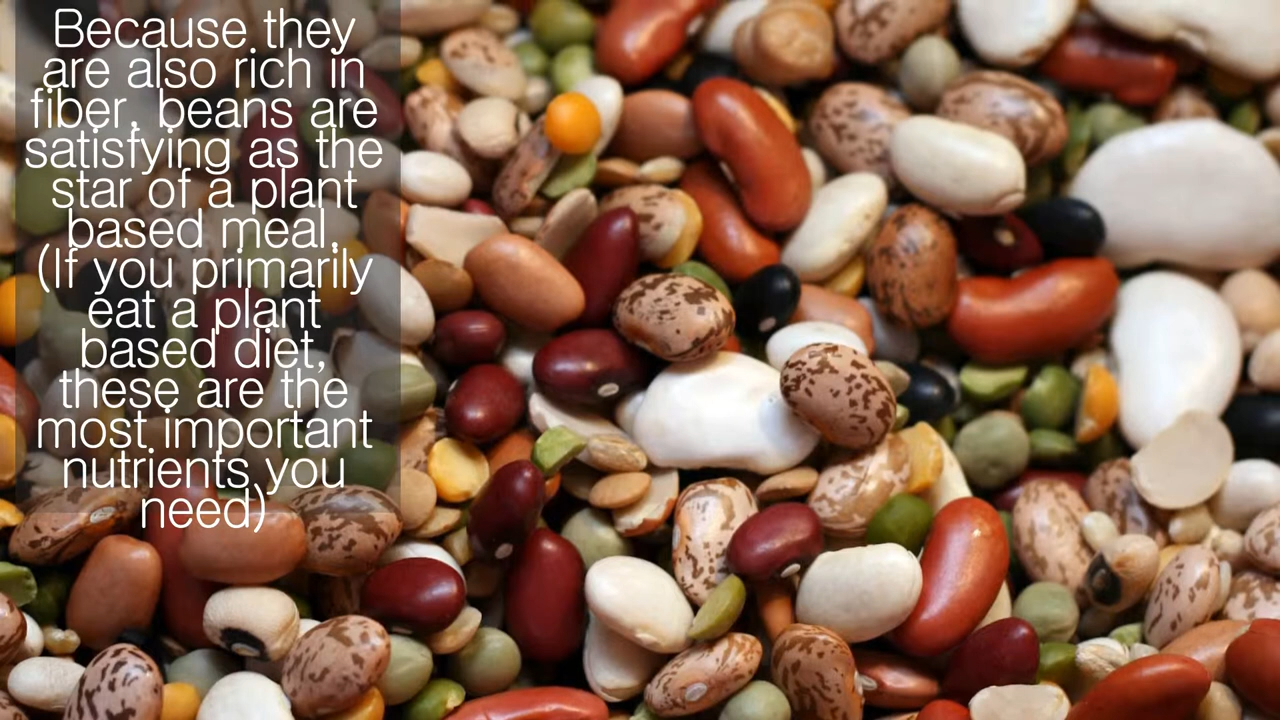 Because they
are also rich in
fiber, beans are
satisfying as the
star of a plant
based meal.
(If you primarily
eat a plant
based diet,
these are the
most important
nutrients you
need)